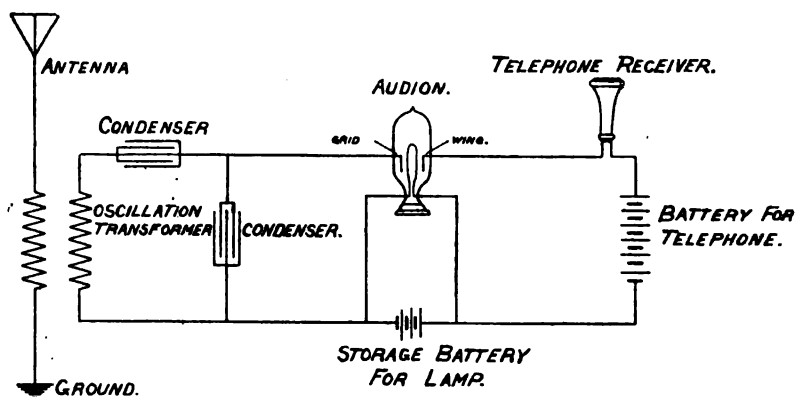 ANTENNA
TELEPHONE RECEIVER.
AUDION.
CONDENSER
GRID
WING.
OSCILLATION
TRANSFORMER
CONDENSER.
BATTERY FOR
TELEPHONE.
STORAGE BATTERY
FOR LAMP.
GROUND.